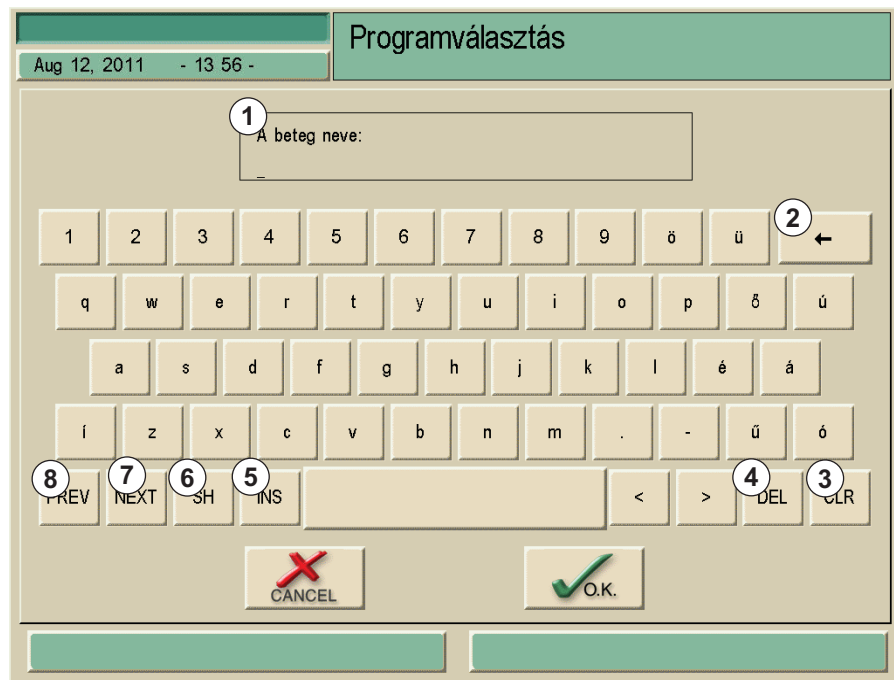 Programválasztás
Aug 12, 2011 - 13 56 -
1
A beteg neve:
_
2
1 2 3 4 5 6 7 8 9 ö ü ←
q w e r t y u i o p ő ú
a s d f g h j k l é á
í z x c v b n m . - ű ó
8 7 6 5 4 3
PREV NEXT SH INS < > DEL CLR
CANCEL O.K.